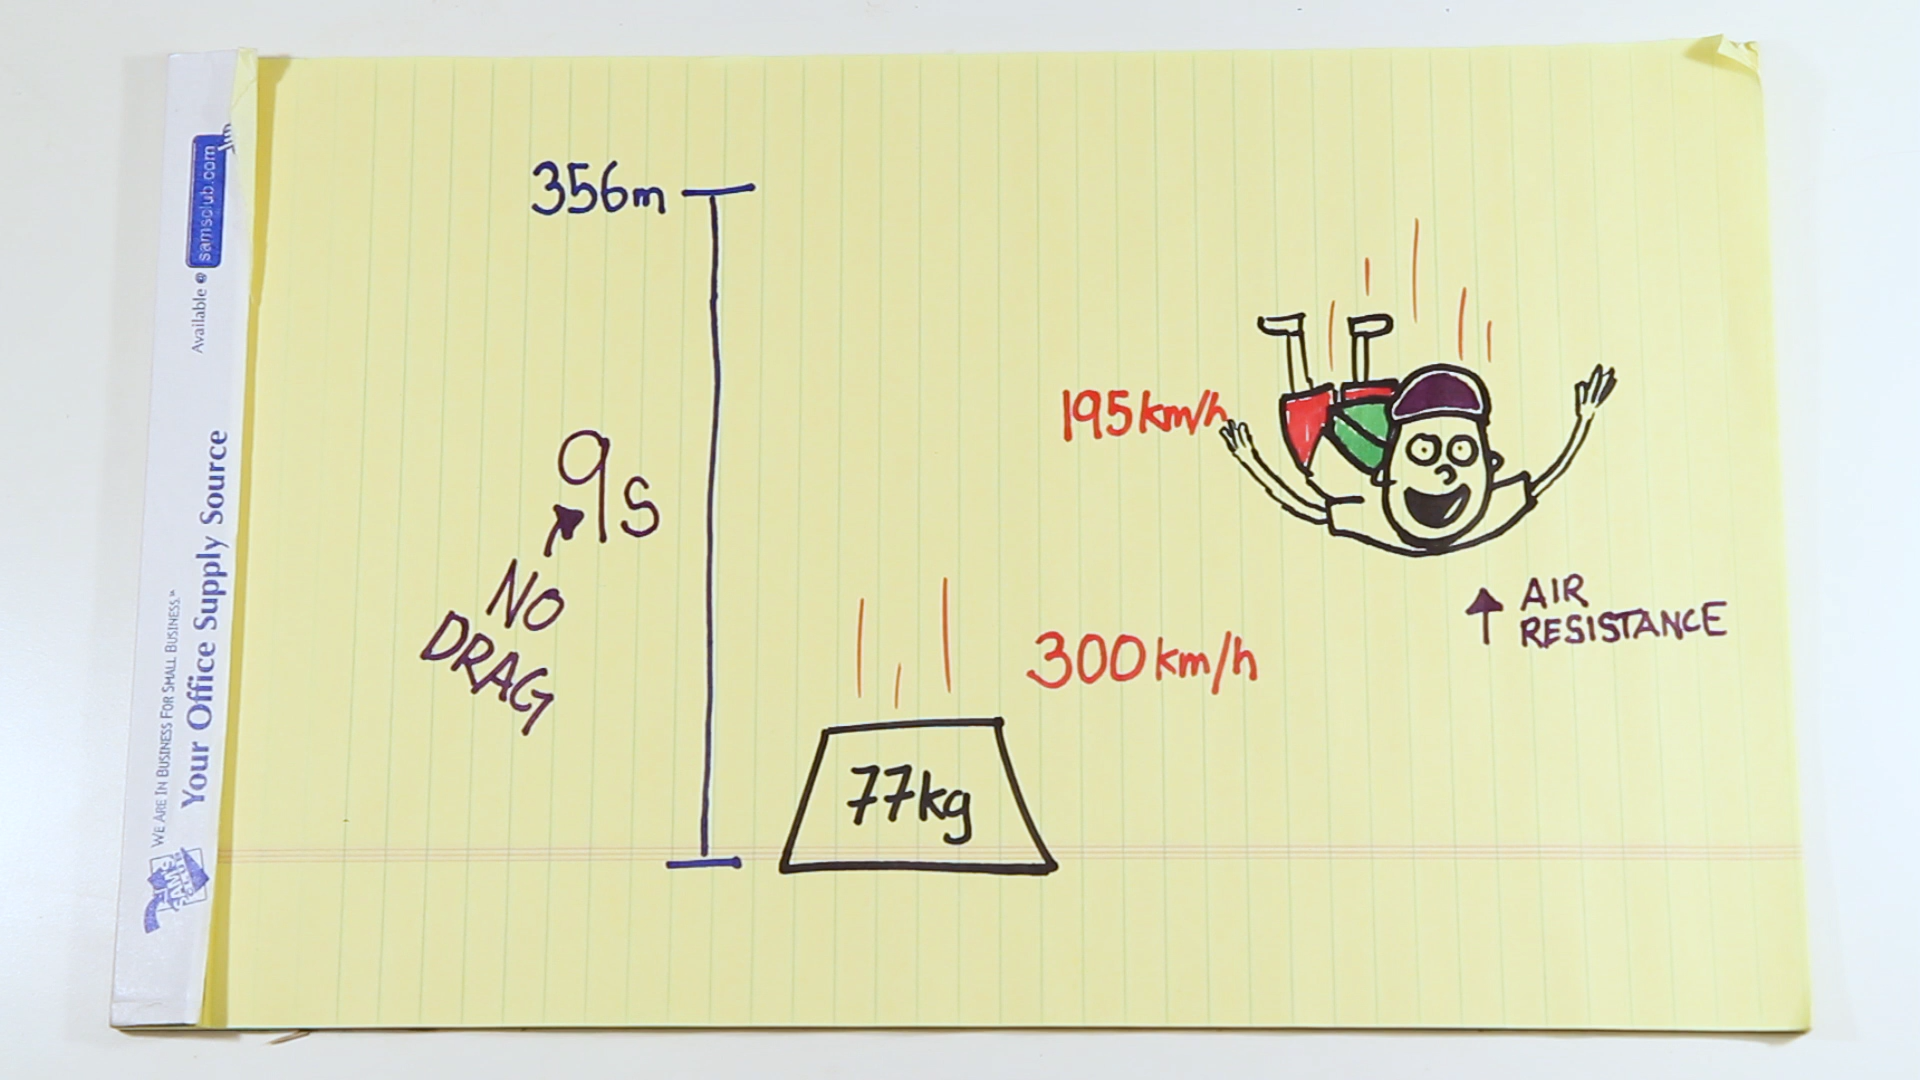 356m
9s
NO
DRAG
195km/h
300km/h
77kg
AIR
RESISTANCE
Available @ samsclub.com
WE ARE IN BUSINESS FOR SMALL BUSINESS.™
Your Office Supply Source